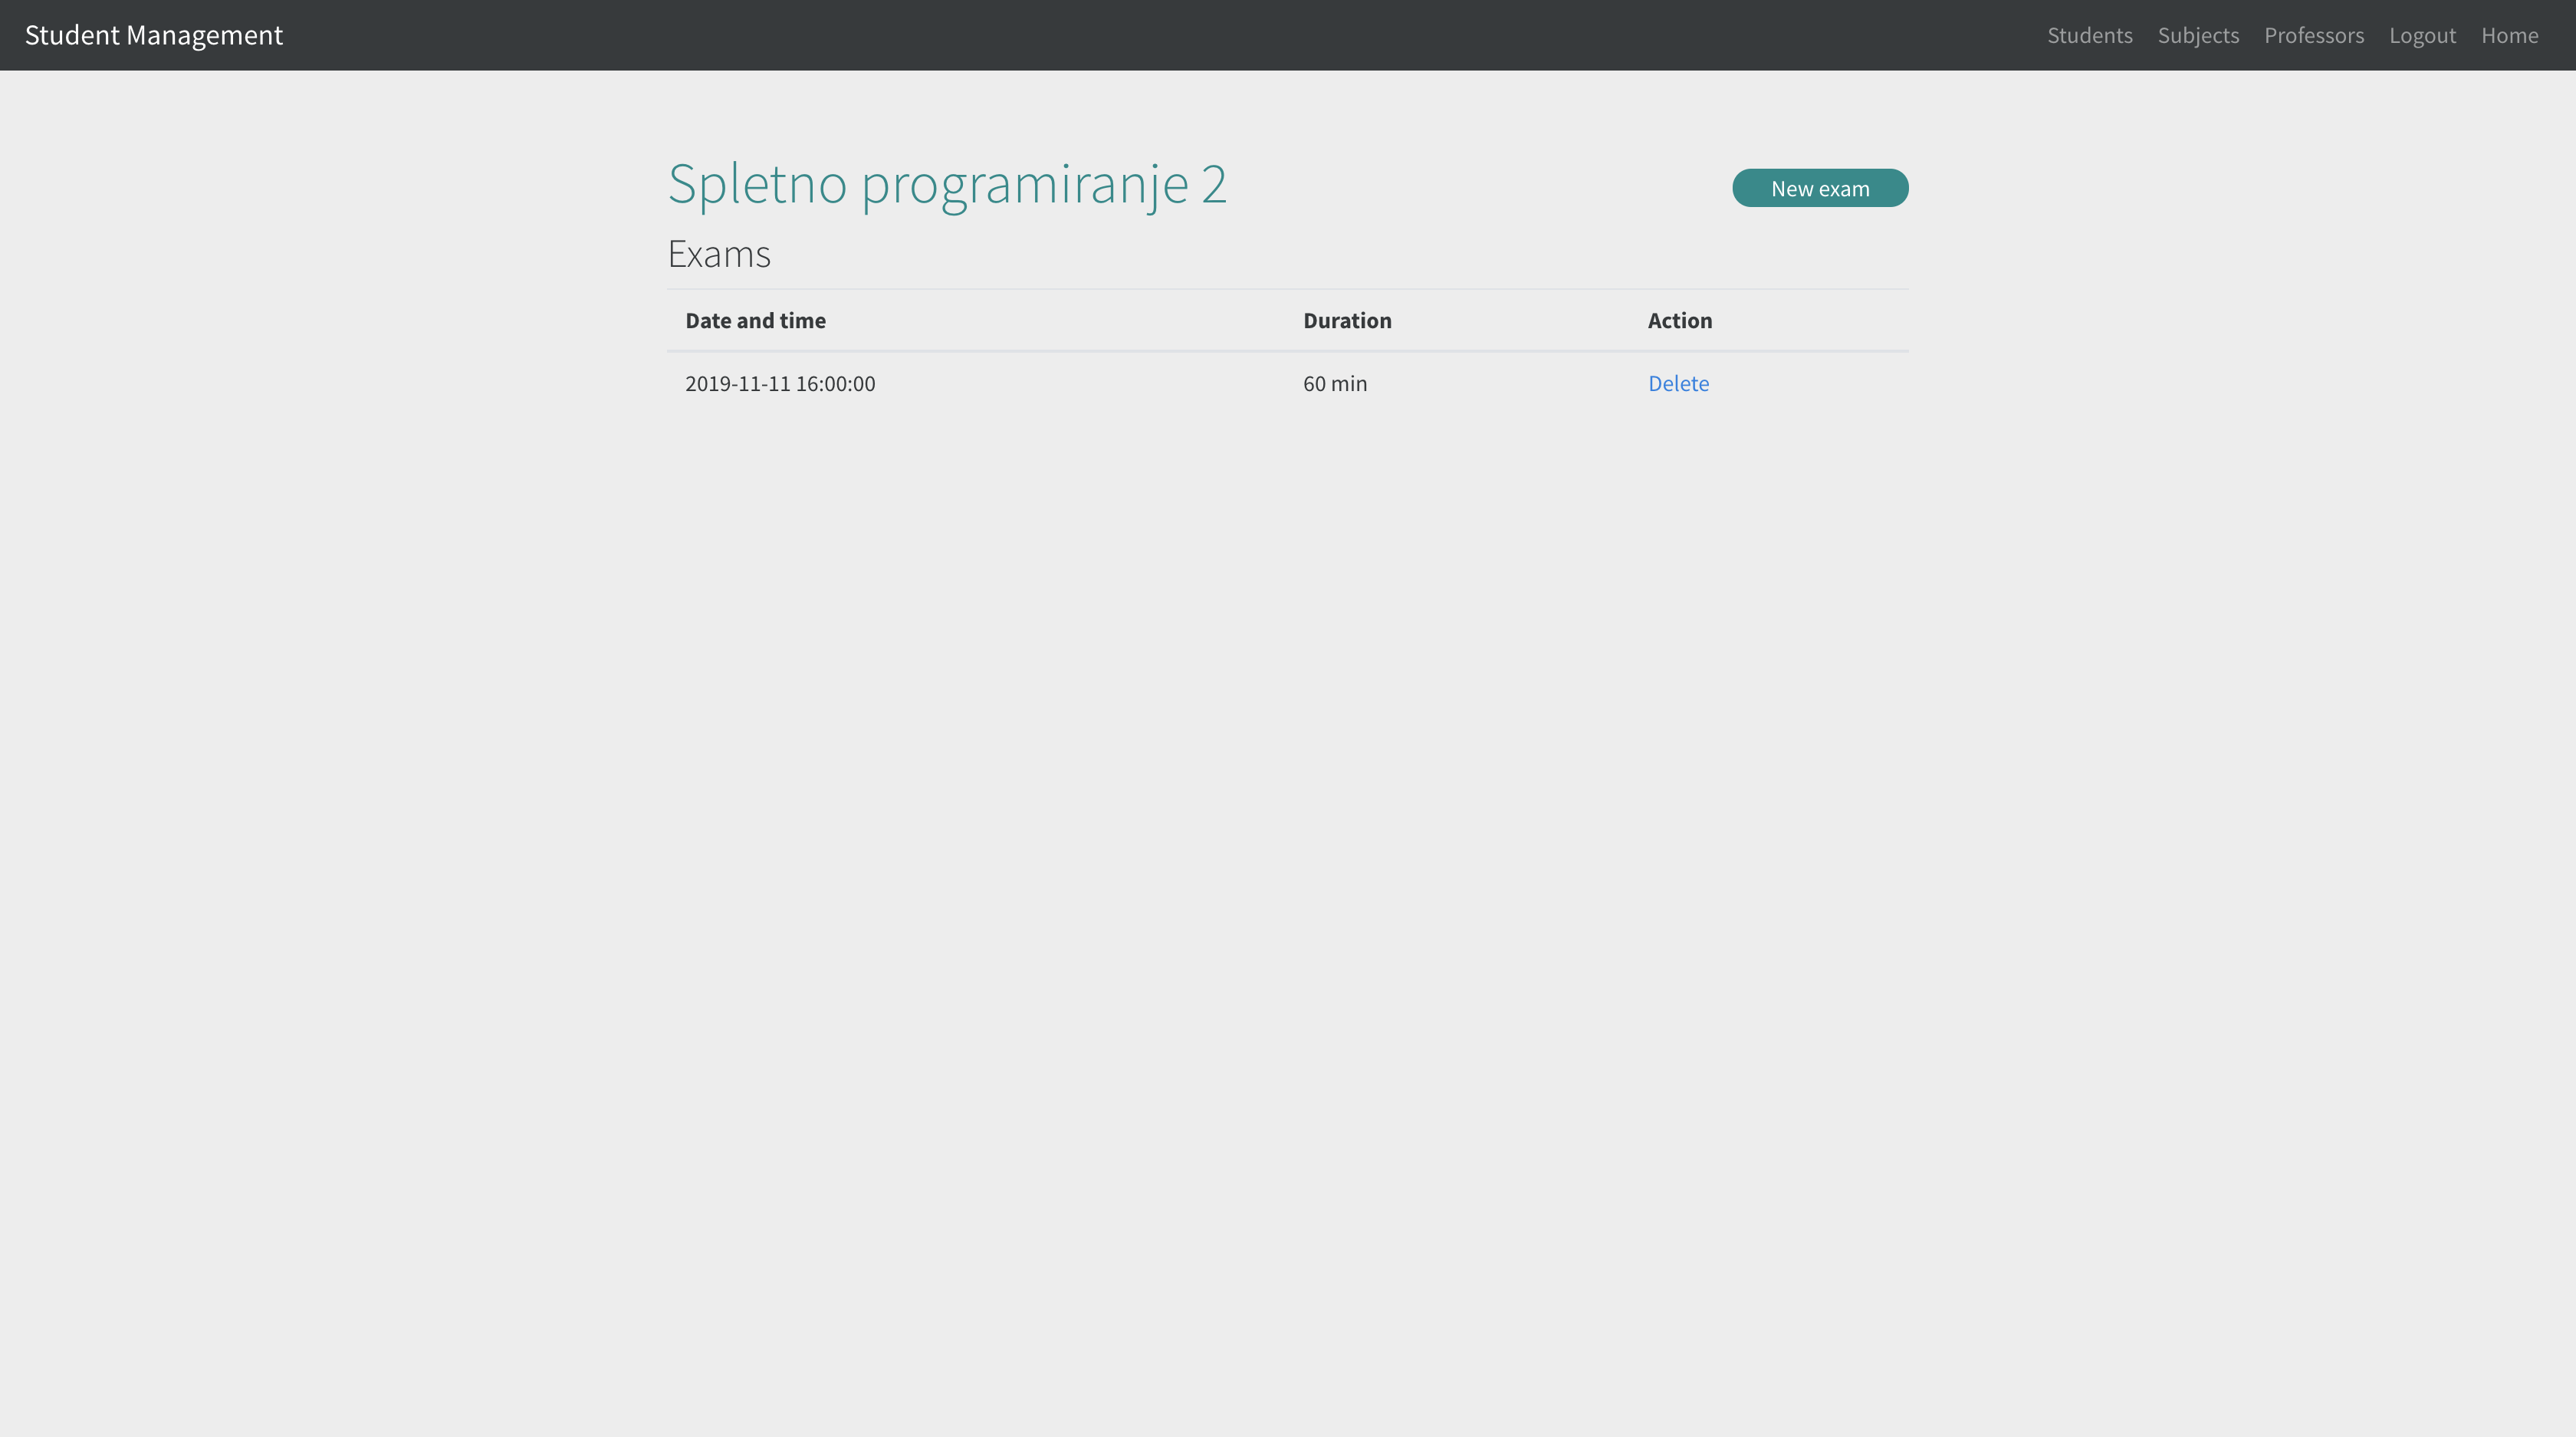 Student Management Students Subjects Professors Logout Home
Spletno programiranje 2 New exam
Exams
Date and time Duration Action
2019-11-11 16:00:00 60 min Delete